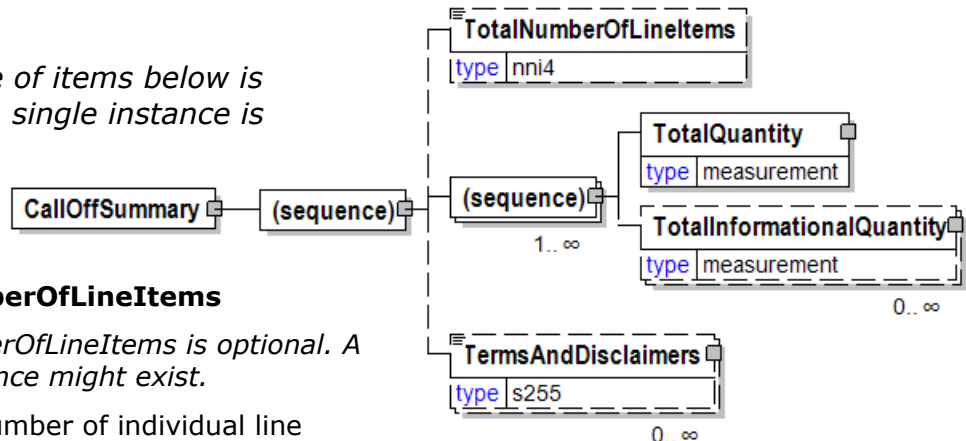 e of items below is
single instance is
berOfLineItems
erOfLineItems is optional. A
nce might exist.
umber of individual line
CallOffSummary
(sequence)
TotalNumberOfLineItems
type nni4
(sequence)
1.. ∞
TotalQuantity
type measurement
TotalInformationalQuantity
type measurement
0.. ∞
TermsAndDisclaimers
type s255
0.. ∞